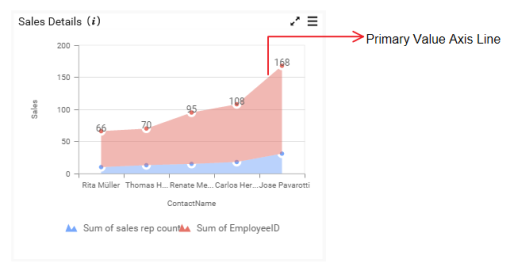 Sales Details (i)
Primary Value Axis Line
200
150
100
50
0
Sales
66
70
95
108
168
Rita Müller Thomas H... Renate Me... Carlos Her... Jose Pavarotti
ContactName
Sum of sales rep count Sum of EmployeeID